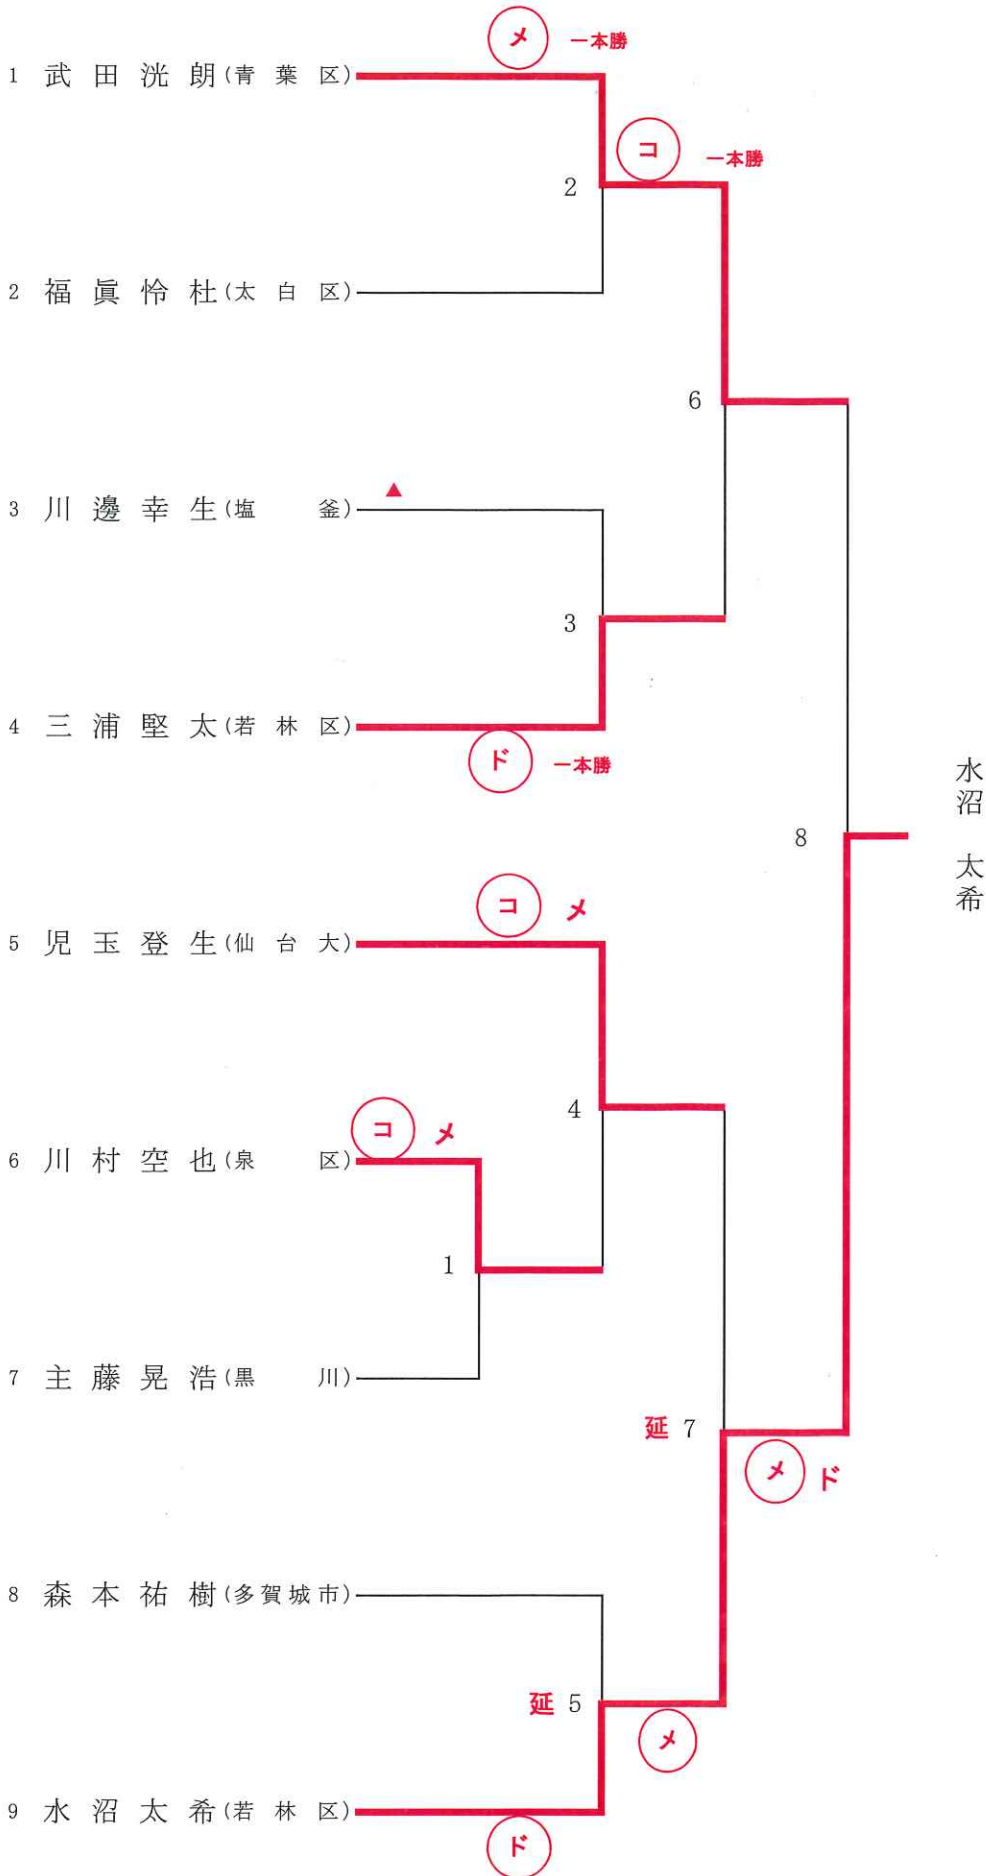 メ 一本勝
1 武田洸朗(青葉区)
コ 一本勝
2
2 福眞怜杜(太白区)
6
▲
3 川邊幸生(塩釜)
3
4 三浦堅太(若林区)
ド 一本勝
水沼 太希
8
コ メ
5 児玉登生(仙台大)
4
コ メ
6 川村空也(泉区)
1
7 主藤晃浩(黒川)
延 7
メ ド
8 森本祐樹(多賀城市)
延 5
メ
9 水沼太希(若林区)
ド